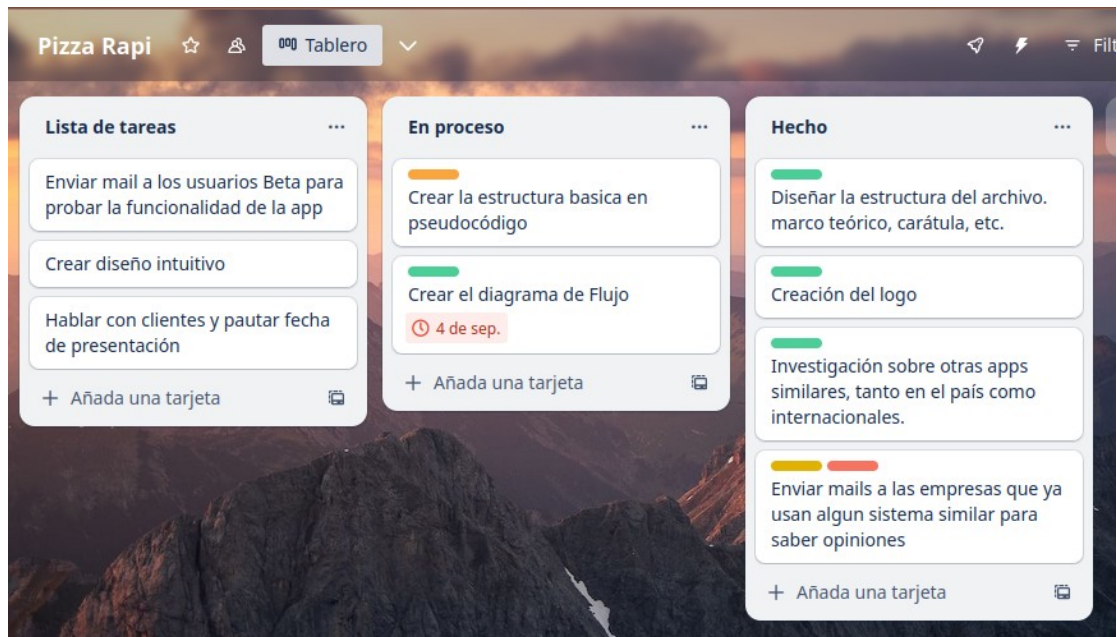 Pizza Rapi
Tablero
Filt
Lista de tareas
Enviar mail a los usuarios Beta para
probar la funcionalidad de la app
Crear diseño intuitivo
Hablar con clientes y pautar fecha
de presentación
+ Añada una tarjeta
En proceso
Crear la estructura basica en
pseudocódigo
Crear el diagrama de Flujo
4 de sep.
+ Añada una tarjeta
Hecho
Diseñar la estructura del archivo.
marco teórico, carátula, etc.
Creación del logo
Investigación sobre otras apps
similares, tanto en el país como
internacionales.
Enviar mails a las empresas que ya
usan algun sistema similar para
saber opiniones
+ Añada una tarjeta